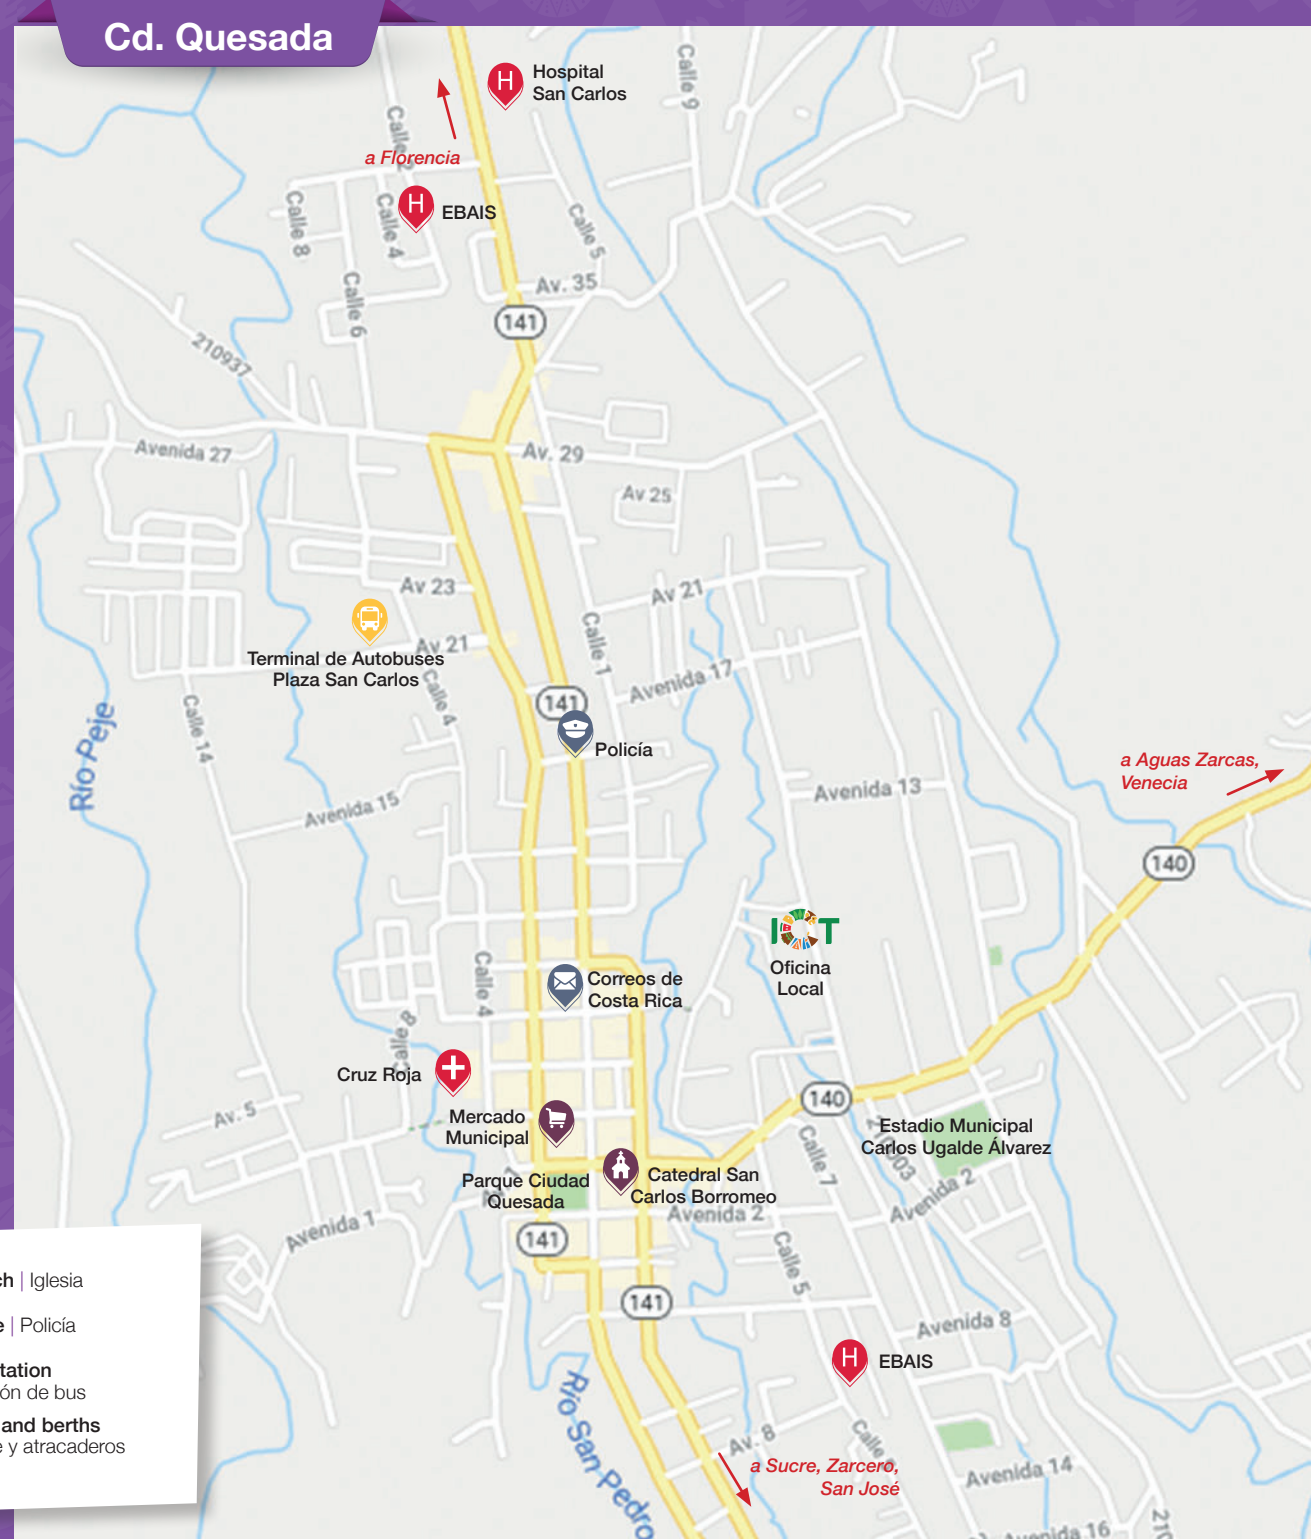 Cd. Quesada
Hospital
San Carlos
Calle 9
Calle 2
a Florencia
EBAIS
Calle 8
Calle 4
Calle 5
Calle 6
Av. 35
141
210937
Avenida 27
Av. 29
Av 25
Av 23
Av 21
Calle 1
Av 21
Terminal de Autobuses
Plaza San Carlos
Calle 4
Avenida 17
141
Calle 14
Río Peje
Policía
a Aguas Zarcas,
Venecia
Avenida 13
Avenida 15
140
ICT
Oficina
Local
Calle 4
Correos de
Costa Rica
Calle 8
Cruz Roja
140
Av. 5
Mercado
Municipal
Estadio Municipal
Carlos Ugalde Álvarez
Calle 7
Parque Ciudad
Quesada
Catedral San
Carlos Borromeo
Avenida 2
Avenida 2
Avenida 1
141
Calle 5
141
ch | Iglesia
e | Policía
tation
ón de bus
and berths
e y atracaderos
Avenida 8
EBAIS
Río San Pedro
Av. 8
Calle
a Sucre, Zarcero,
San José
Avenida 14
Avenida 16
210